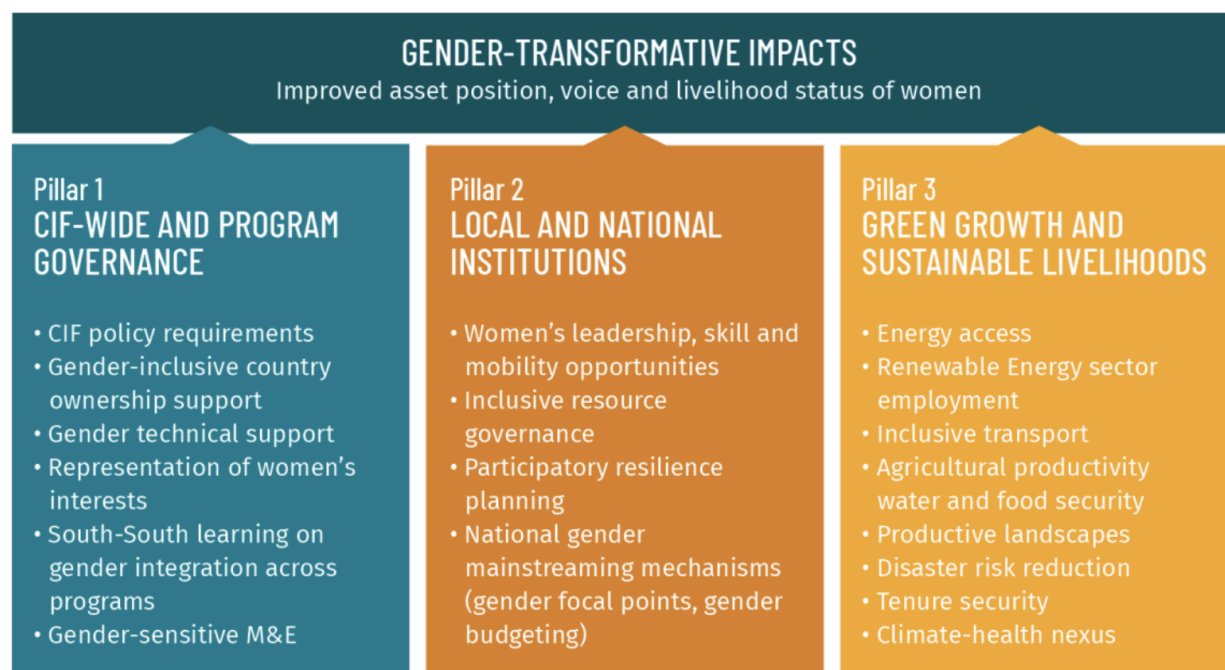 GENDER-TRANSFORMATIVE IMPACTS
Improved asset position, voice and livelihood status of women
Pillar 1
CIF-WIDE AND PROGRAM
GOVERNANCE
• CIF policy requirements
• Gender-inclusive country
ownership support
• Gender technical support
• Representation of women’s
interests
• South-South learning on
gender integration across
programs
• Gender-sensitive M&E
Pillar 2
LOCAL AND NATIONAL
INSTITUTIONS
• Women’s leadership, skill and
mobility opportunities
• Inclusive resource
governance
• Participatory resilience
planning
• National gender
mainstreaming mechanisms
(gender focal points, gender
budgeting)
Pillar 3
GREEN GROWTH AND
SUSTAINABLE LIVELIHOODS
• Energy access
• Renewable Energy sector
employment
• Inclusive transport
• Agricultural productivity
water and food security
• Productive landscapes
• Disaster risk reduction
• Tenure security
• Climate-health nexus